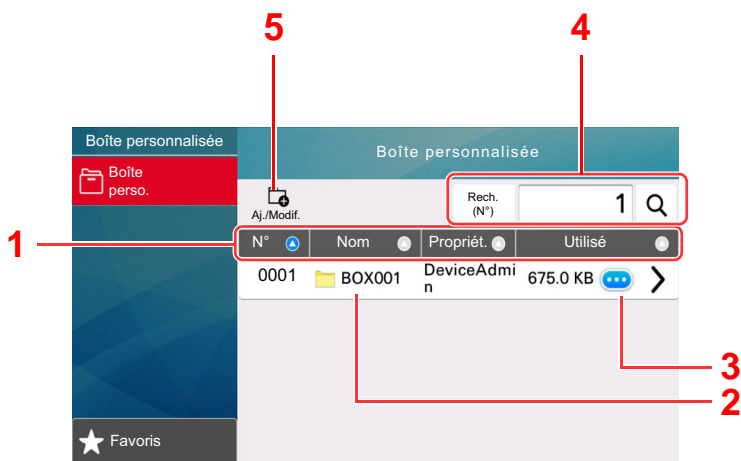 5
4
Boîte personnalisée
Boîte personnalisée
Boîte
perso.
Aj./Modif.
Rech.
(N°)
1
1
N° Nom Propriét. Utilisé
0001 BOX001 DeviceAdmi
n
675.0 KB
3
2
Favoris